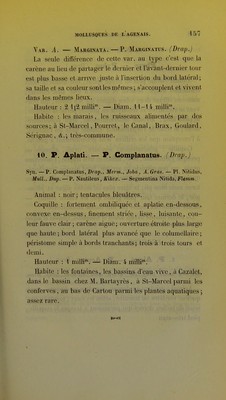 MOLLUSQUES DE L'AGENAIS. 157
VAR. A. — MARGINATA. — P. MARGINATUS. (Drap.)
La seule différence de cette var. au type c'est que la
carène au lieu de partager le dernier et l'avant-dernier tour
est plus basse et arrive juste à l'insertion du bord latéral;
sa taille et sa couleur sont les mêmes, s'accouplent et vivent
dans les mêmes lieux.
Hauteur : 2 1|2 millim. — Diam. 11-14 millim.
Habite : les marais, les ruisseaux alimentés par des
sources; à St-Marcel, Pourret, le Canal, Brax, Goulard,
Sérignac, &.; très-commune.
10. P. Aplati. — P. Complanatus. (Drap.)
Syn. — P. Complanatus, Drap., Merm., Joba, A. Gras. — Pl. Nitidus,
Mull., Dup. — P. Nautileus, Kikxr. — Segmentina Nitida, Flamm.
Animal : noir; tentacules bleuâtres.
Coquille : fortement ombiliquée et aplatie en-dessous,
convexe en-dessus, finement striée, lisse, luisante, cou-
leur fauve clair; carène aiguë; ouverture étroite plus large
que haute; bord latéral plus avancé que le columellaire;
péristome simple à bords tranchants; trois à trois tours et
demi.
Hauteur : 1 millim. — Diam. 4 millim.
Habite : les fontaines, les bassins d'eau vive, à Cazalet,
dans le bassin chez M. Bartayrès, à St-Marcel parmi les
conferves, au bas de Carton parmi les plantes aquatiques;
assez rare.